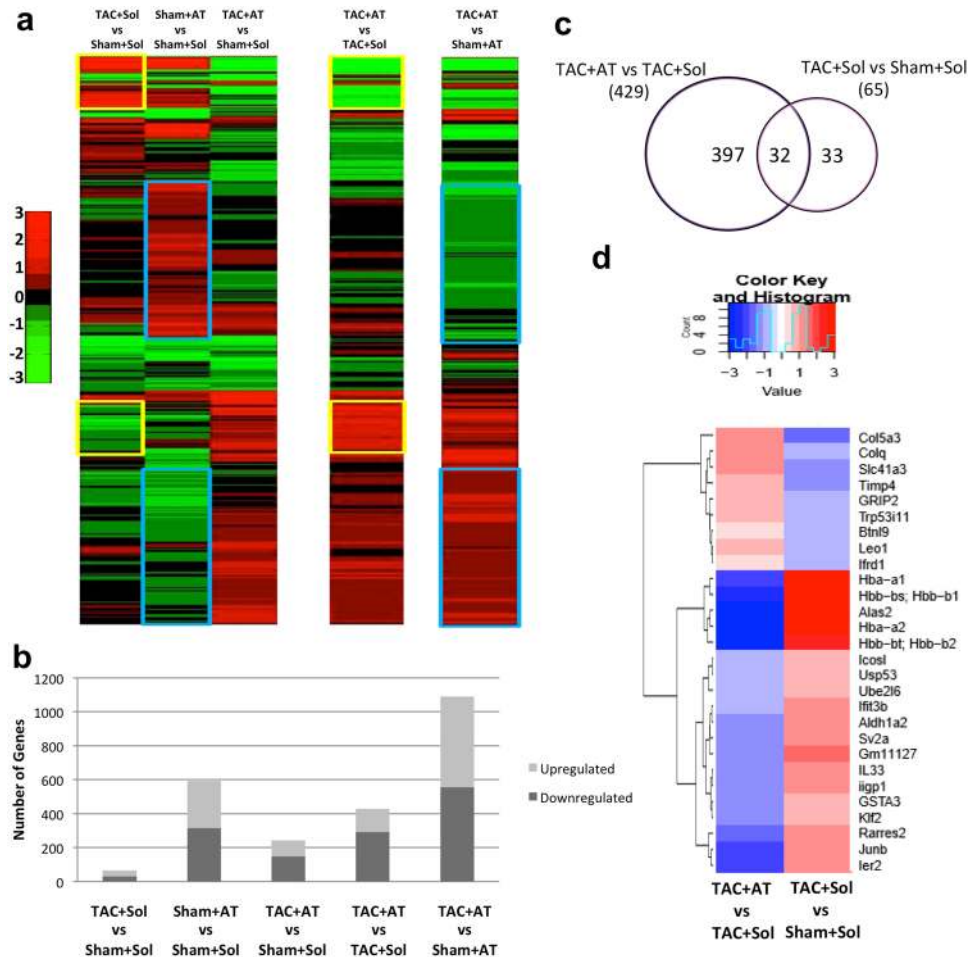 a
TAC+Sol
vs
Sham+Sol
Sham+AT
vs
Sham+Sol
TAC+AT
vs
Sham+Sol
TAC+AT
vs
TAC+Sol
TAC+AT
vs
Sham+AT
3
2
1
0
-1
-2
-3
b
Number of Genes
1200
1000
800
600
400
200
0
Upregulated
Downregulated
TAC+Sol
vs
Sham+Sol
Sham+AT
vs
Sham+Sol
TAC+AT
vs
Sham+Sol
TAC+AT
vs
TAC+Sol
TAC+AT
vs
Sham+AT
c
TAC+AT vs TAC+Sol
(429)
TAC+Sol vs Sham+Sol
(65)
397 32 33
d
Color Key
and Histogram
Count
0 4 8
-3 -1 1 3
Value
Col5a3
Colq
Slc41a3
Timp4
GRIP2
Trp53i11
Btnl9
Leo1
Ifrd1
Hba-a1
Hbb-bs; Hbb-b1
Alas2
Hba-a2
Hbb-bt; Hbb-b2
Icosl
Usp53
Ube2l6
Ifit3b
Aldh1a2
Sv2a
Gm11127
IL33
iigp1
GSTA3
Klf2
Rarres2
Junb
Ier2
TAC+AT
vs
TAC+Sol
TAC+Sol
vs
Sham+Sol